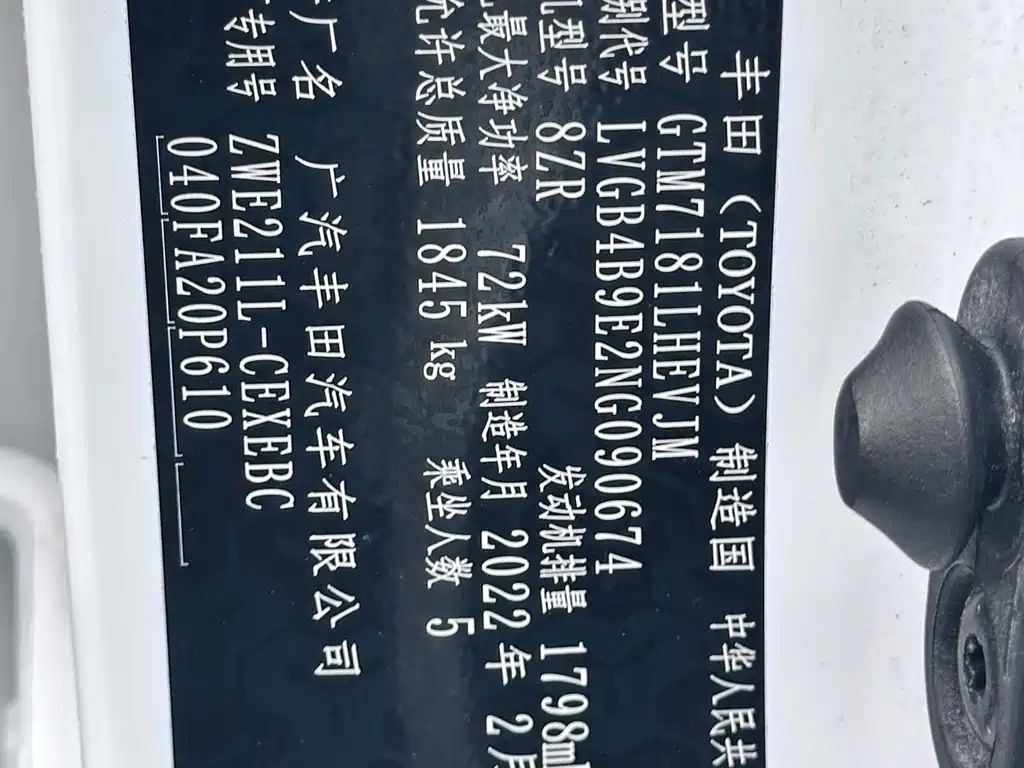 丰田 (TOYOTA) 制造国 中华人民共
型号 GTM7181LHEVJM
别代号 LVGB4B9E2NG090674
机型号 8ZR 发动机排量 1798ml
最大净功率 72kW 制造年月 2022年 2月
允许总质量 1845 kg 乘坐人数 5
厂名 广汽丰田汽车有限公司
专用号 ZWE211L-CEXEBC
040FA20P610